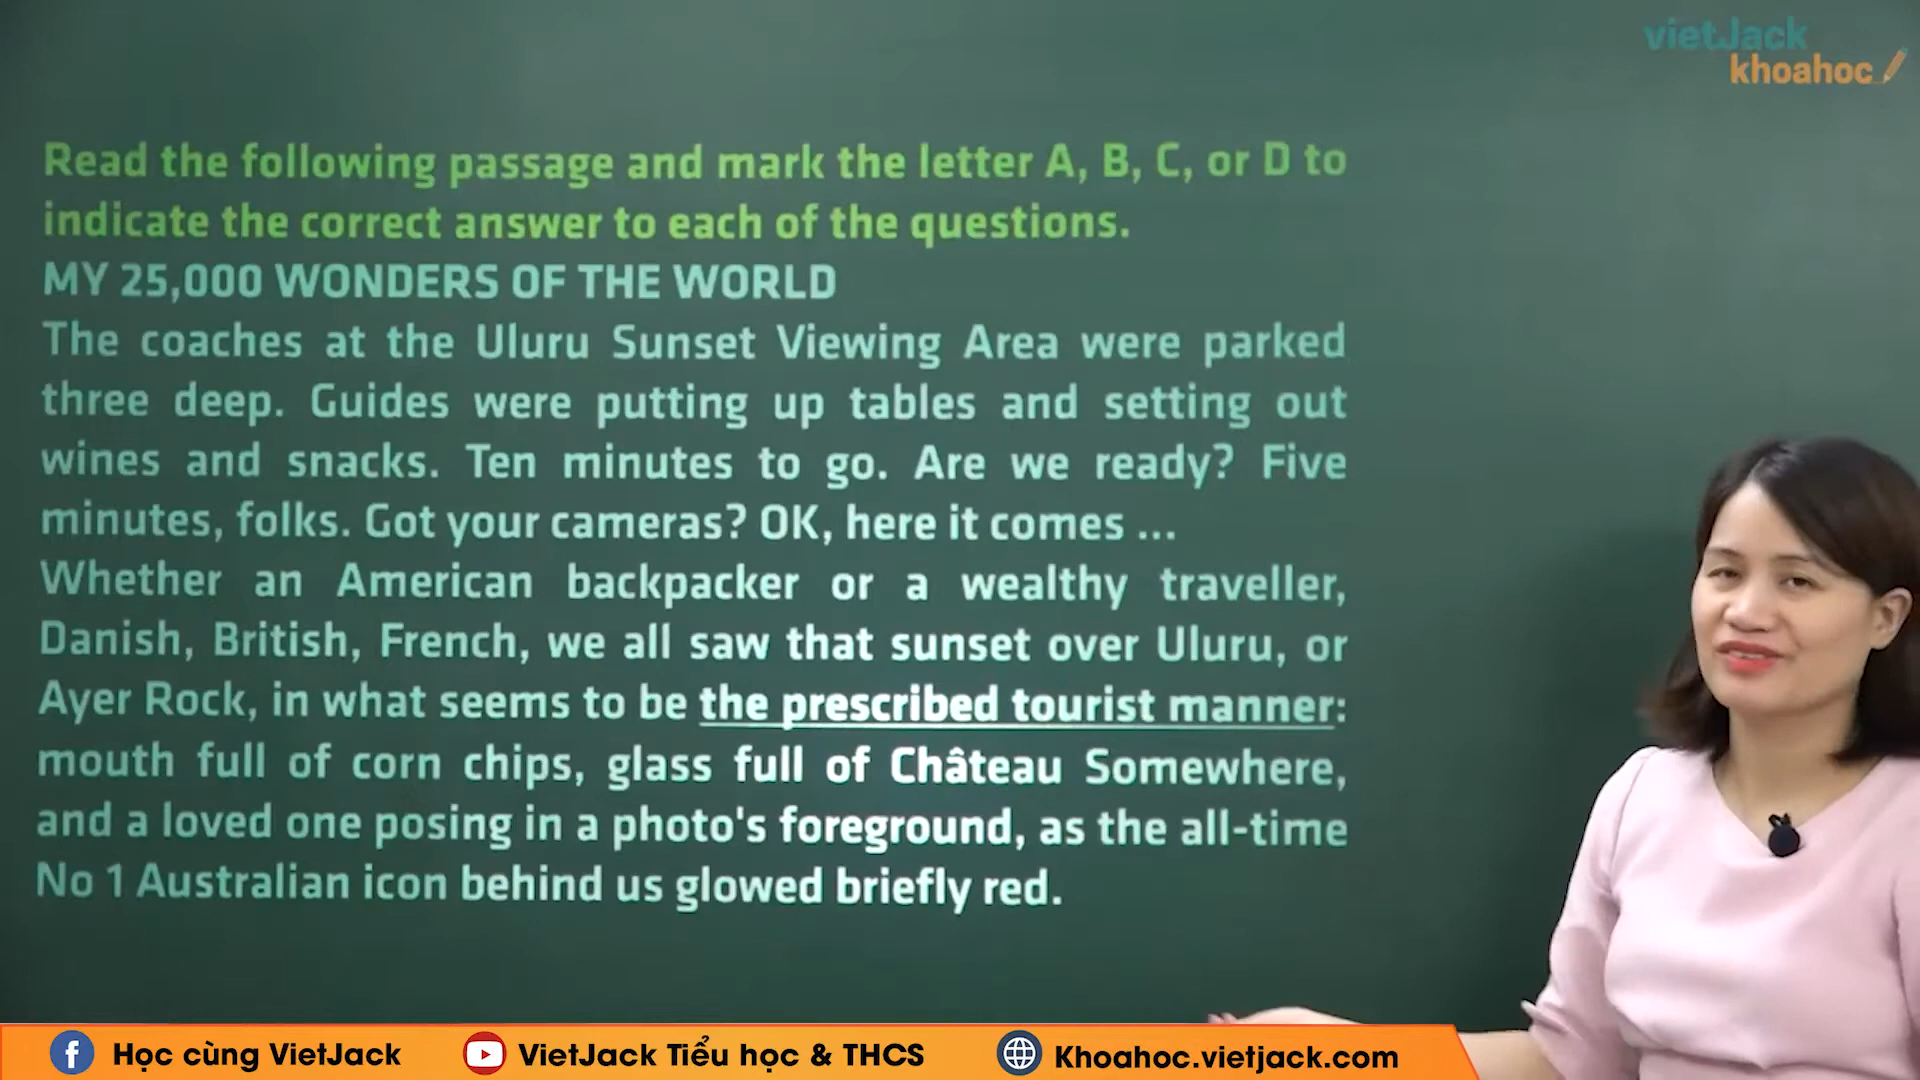 vietJack
khoahoc
Read the following passage and mark the letter A, B, C, or D to
indicate the correct answer to each of the questions.
MY 25,000 WONDERS OF THE WORLD
The coaches at the Uluru Sunset Viewing Area were parked
three deep. Guides were putting up tables and setting out
wines and snacks. Ten minutes to go. Are we ready? Five
minutes, folks. Got your cameras? OK, here it comes ...
Whether an American backpacker or a wealthy traveller,
Danish, British, French, we all saw that sunset over Uluru, or
Ayer Rock, in what seems to be the prescribed tourist manner:
mouth full of corn chips, glass full of Château Somewhere,
and a loved one posing in a photo's foreground, as the all-time
No 1 Australian icon behind us glowed briefly red.
Học cùng VietJack
VietJack Tiểu học & THCS
Khoahoc.vietjack.com